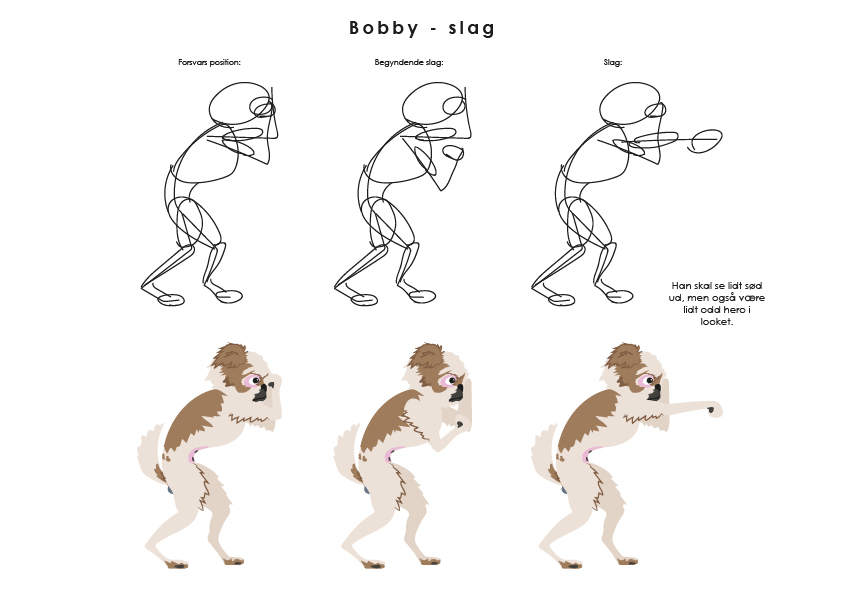 Bobby - slag
Forsvars position:
Begyndende slag:
Slag:
Han skal se lidt sød
ud, men også være
lidt odd hero i
looket.